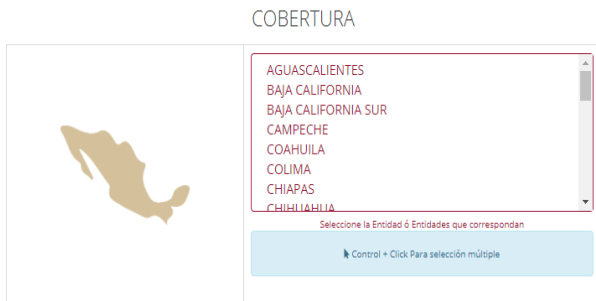 COBERTURA
AGUASCALIENTES
BAJA CALIFORNIA
BAJA CALIFORNIA SUR
CAMPECHE
COAHUILA
COLIMA
CHIAPAS
CHIHUAHUA
Seleccione la Entidad ó Entidades que correspondan
Control + Click Para selección múltiple